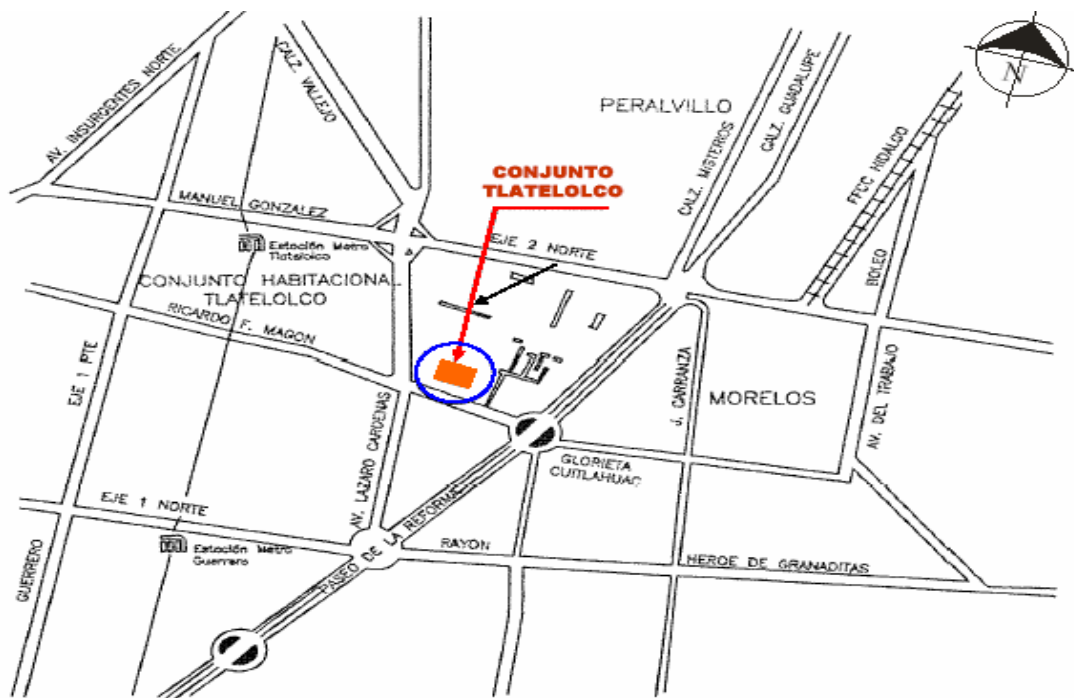 N
AV. INSURGENTES NORTE
CALZ. VALLEJO
PERALVILLO
CALZ. MISTERIOS
CALZ. GUADALUPE
FFCC HIDALGO
CONJUNTO
TLATELOLCO
MANUEL GONZALEZ
EJE 2 NORTE
Estación Metro
Tlatelolco
BOLEO
CONJUNTO HABITACIONAL
TLATELOLCO
RICARDO F. MAGON
EJE 1 PTE
J. CARRANZA
MORELOS
AV. DEL TRABAJO
AV. LAZARO CARDENAS
GLORIETA
CUITLAHUAC
EJE 1 NORTE
Estación Metro
Guerrero
RAYON
HEROE DE GRANADITAS
GUERRERO
PASEO DE LA REFORMA